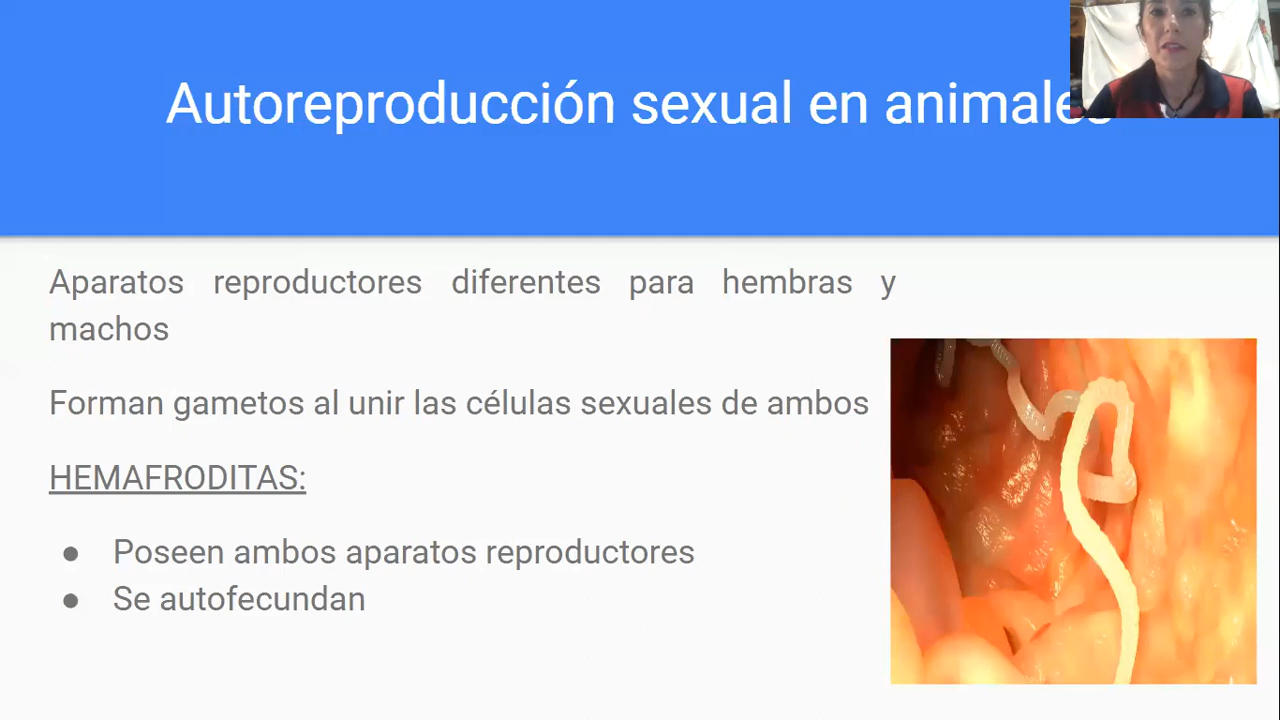 Autoreproducción sexual en animales
Aparatos reproductores diferentes para hembras y
machos
Forman gametos al unir las células sexuales de ambos
HEMAFRODITAS:
● Poseen ambos aparatos reproductores
● Se autofecundan